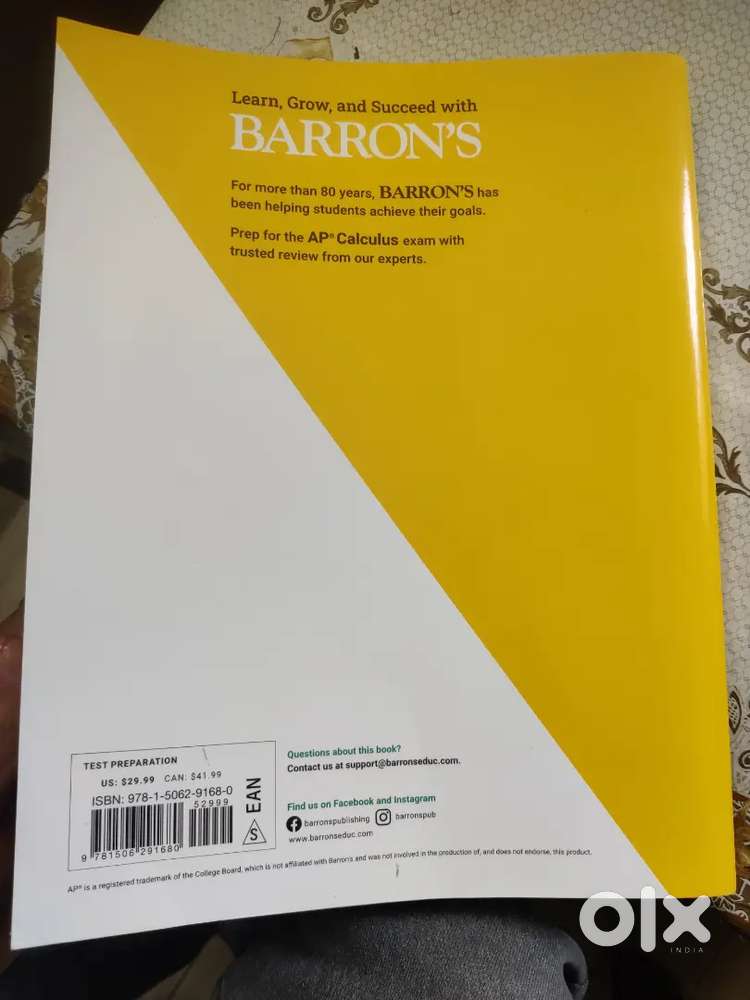 Learn, Grow, and Succeed with
BARRON'S
For more than 80 years, BARRON'S has
been helping students achieve their goals.
Prep for the AP® Calculus exam with
trusted review from our experts.
TEST PREPARATION
US: $29.99 CAN: $41.99
ISBN: 978-1-5062-9168-0
52999
9 781506 291680
EAN
S
Questions about this book?
Contact us at support@barronseduc.com.
Find us on Facebook and Instagram
barronspublishing barronspub
www.barronseduc.com
AP® is a registered trademark of the College Board, which is not affiliated with Barron's and was not involved in the production of, and does not endorse, this product.
olx
INDIA